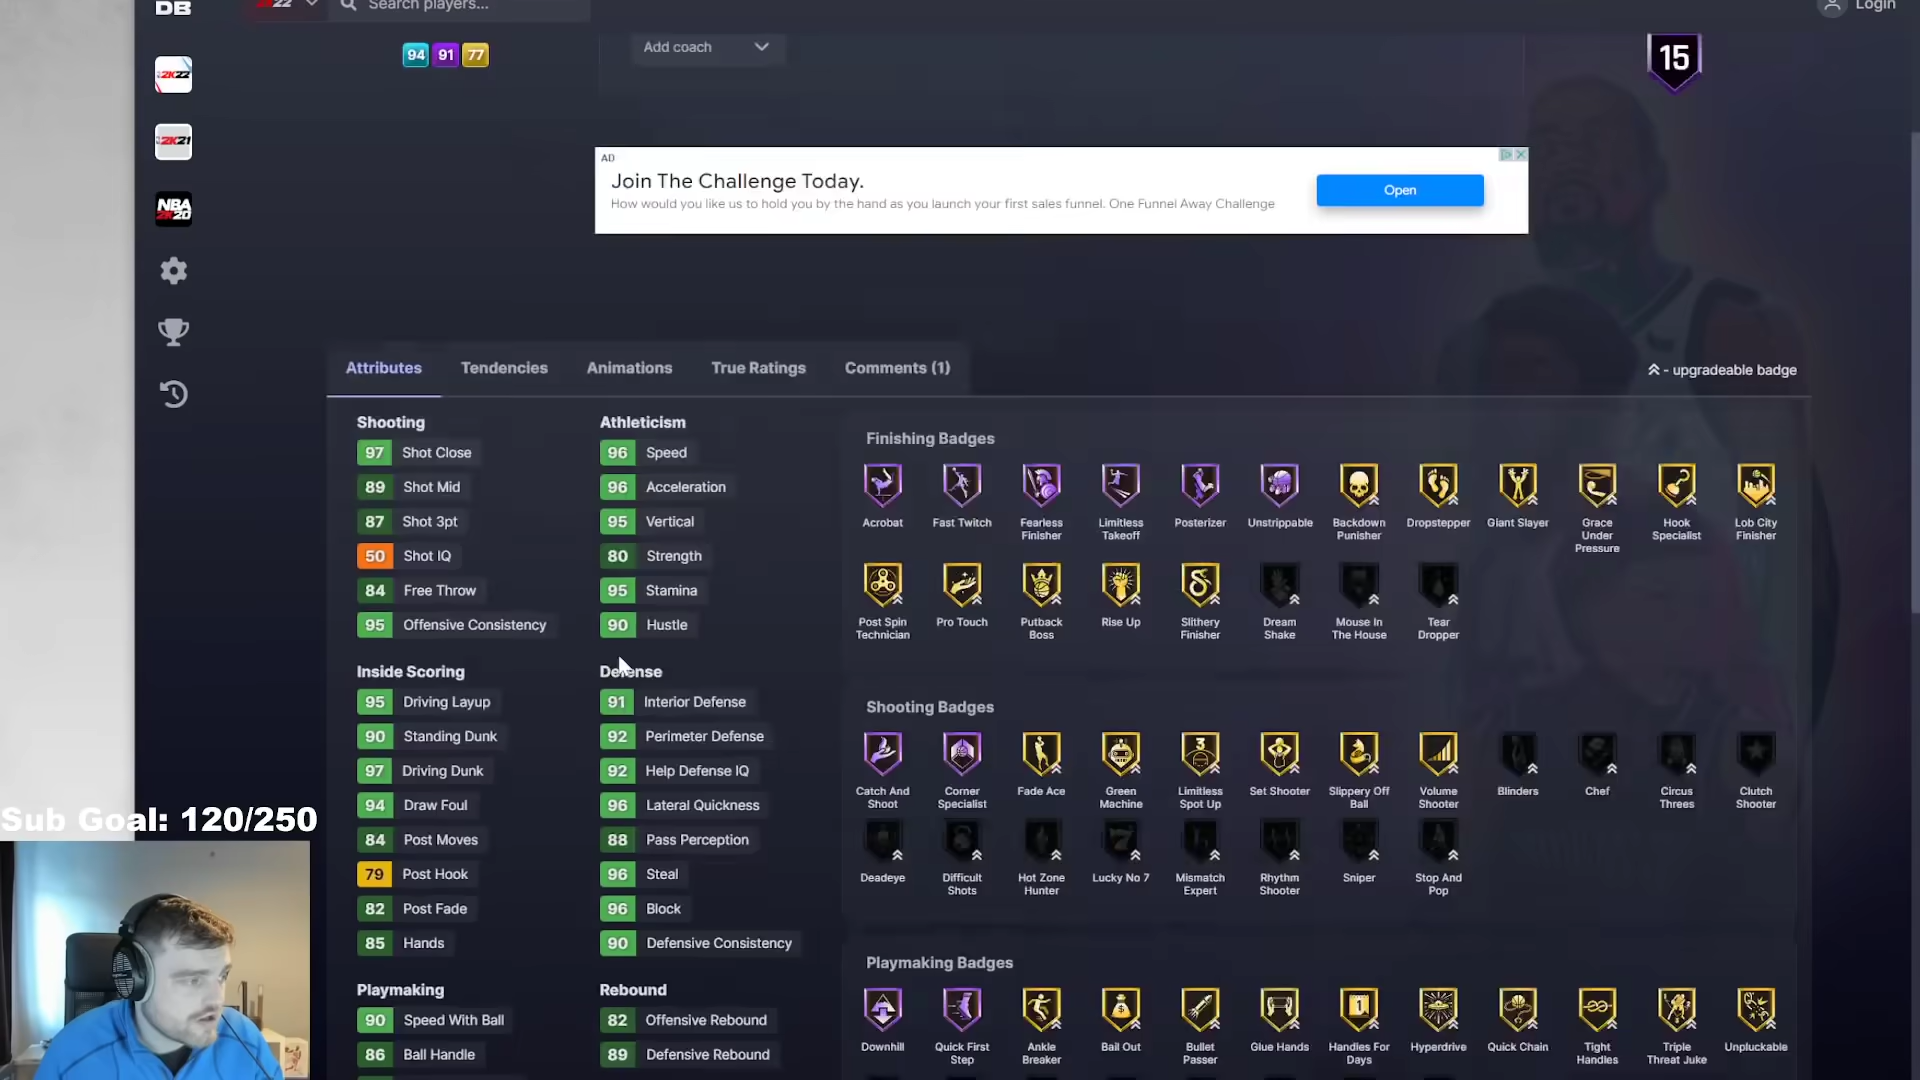 DB
2K22
Search players...
Login
94 91 77
Add coach
15
2K22
2K21
NBA
2K20
AD
Join The Challenge Today.
How would you like us to hold you by the hand as you launch your first sales funnel. One Funnel Away Challenge
Open
Attributes Tendencies Animations True Ratings Comments (1)
- upgradeable badge
Shooting
97 Shot Close
89 Shot Mid
87 Shot 3pt
50 Shot IQ
84 Free Throw
95 Offensive Consistency
Inside Scoring
95 Driving Layup
90 Standing Dunk
97 Driving Dunk
94 Draw Foul
84 Post Moves
79 Post Hook
82 Post Fade
85 Hands
Playmaking
90 Speed With Ball
86 Ball Handle
Athleticism
96 Speed
96 Acceleration
95 Vertical
80 Strength
95 Stamina
90 Hustle
Defense
91 Interior Defense
92 Perimeter Defense
92 Help Defense IQ
96 Lateral Quickness
88 Pass Perception
96 Steal
96 Block
90 Defensive Consistency
Rebound
82 Offensive Rebound
89 Defensive Rebound
Finishing Badges
Acrobat
Fast Twitch
Fearless
Finisher
Limitless
Takeoff
Posterizer
Unstrippable
Backdown
Punisher
Dropstepper
Giant Slayer
Grace
Under
Pressure
Hook
Specialist
Lob City
Finisher
Post Spin
Technician
Pro Touch
Putback
Boss
Rise Up
Slithery
Finisher
Dream
Shake
Mouse In
The House
Tear
Dropper
Shooting Badges
Catch And
Shoot
Corner
Specialist
Fade Ace
Green
Machine
3
Limitless
Spot Up
Set Shooter
Slippery Off
Ball
Volume
Shooter
Blinders
Chef
Circus
Threes
Clutch
Shooter
Deadeye
Difficult
Shots
Hot Zone
Hunter
7
Lucky No 7
Mismatch
Expert
Rhythm
Shooter
Sniper
Stop And
Pop
Playmaking Badges
Downhill
Quick First
Step
Ankle
Breaker
Bail Out
Bullet
Passer
Glue Hands
1
Handles For
Days
Hyperdrive
Quick Chain
Tight
Handles
Triple
Threat Juke
Unpluckable
Sub Goal: 120/250